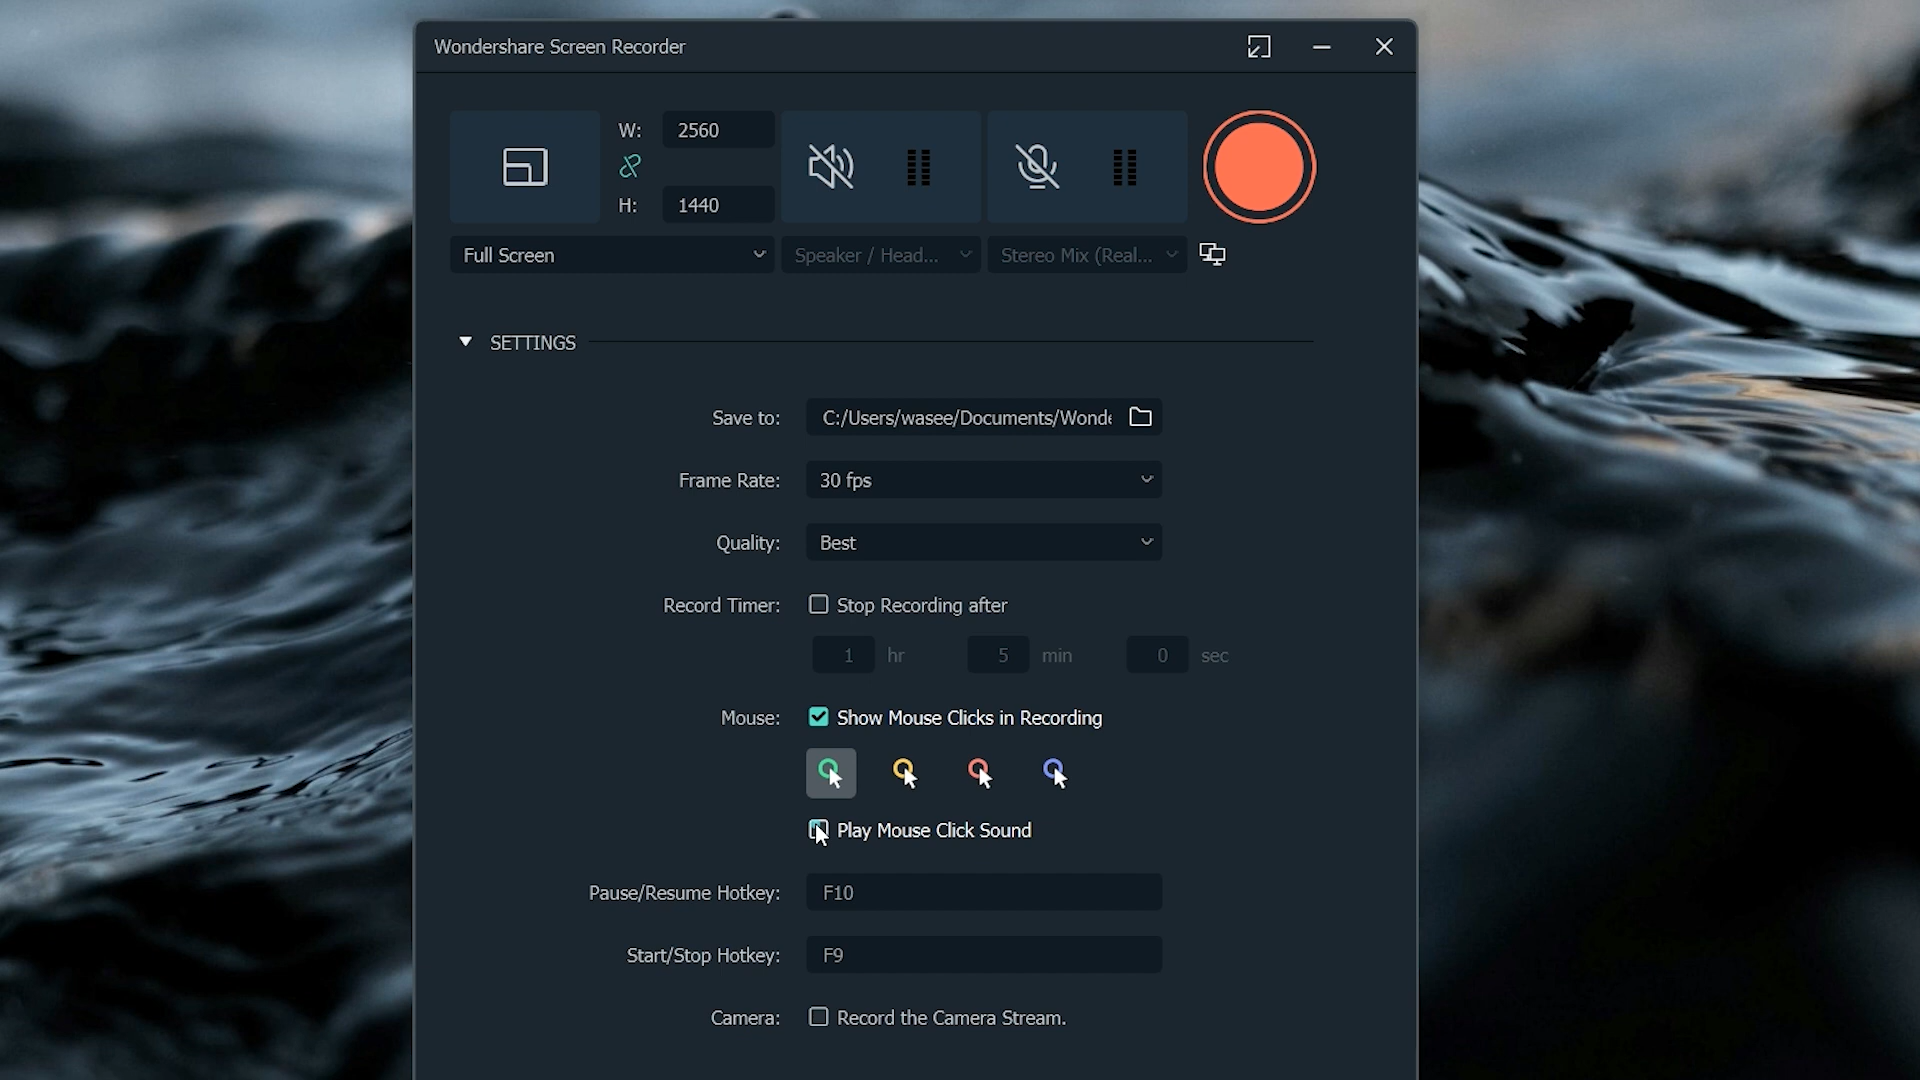 Wondershare Screen Recorder
W: 2560
H: 1440
Full Screen
Speaker / Head...
Stereo Mix (Real...
SETTINGS
Save to: C:/Users/wasee/Documents/Wonde
Frame Rate: 30 fps
Quality: Best
Record Timer: Stop Recording after
1 hr 5 min 0 sec
Mouse: Show Mouse Clicks in Recording
Play Mouse Click Sound
Pause/Resume Hotkey: F10
Start/Stop Hotkey: F9
Camera: Record the Camera Stream.